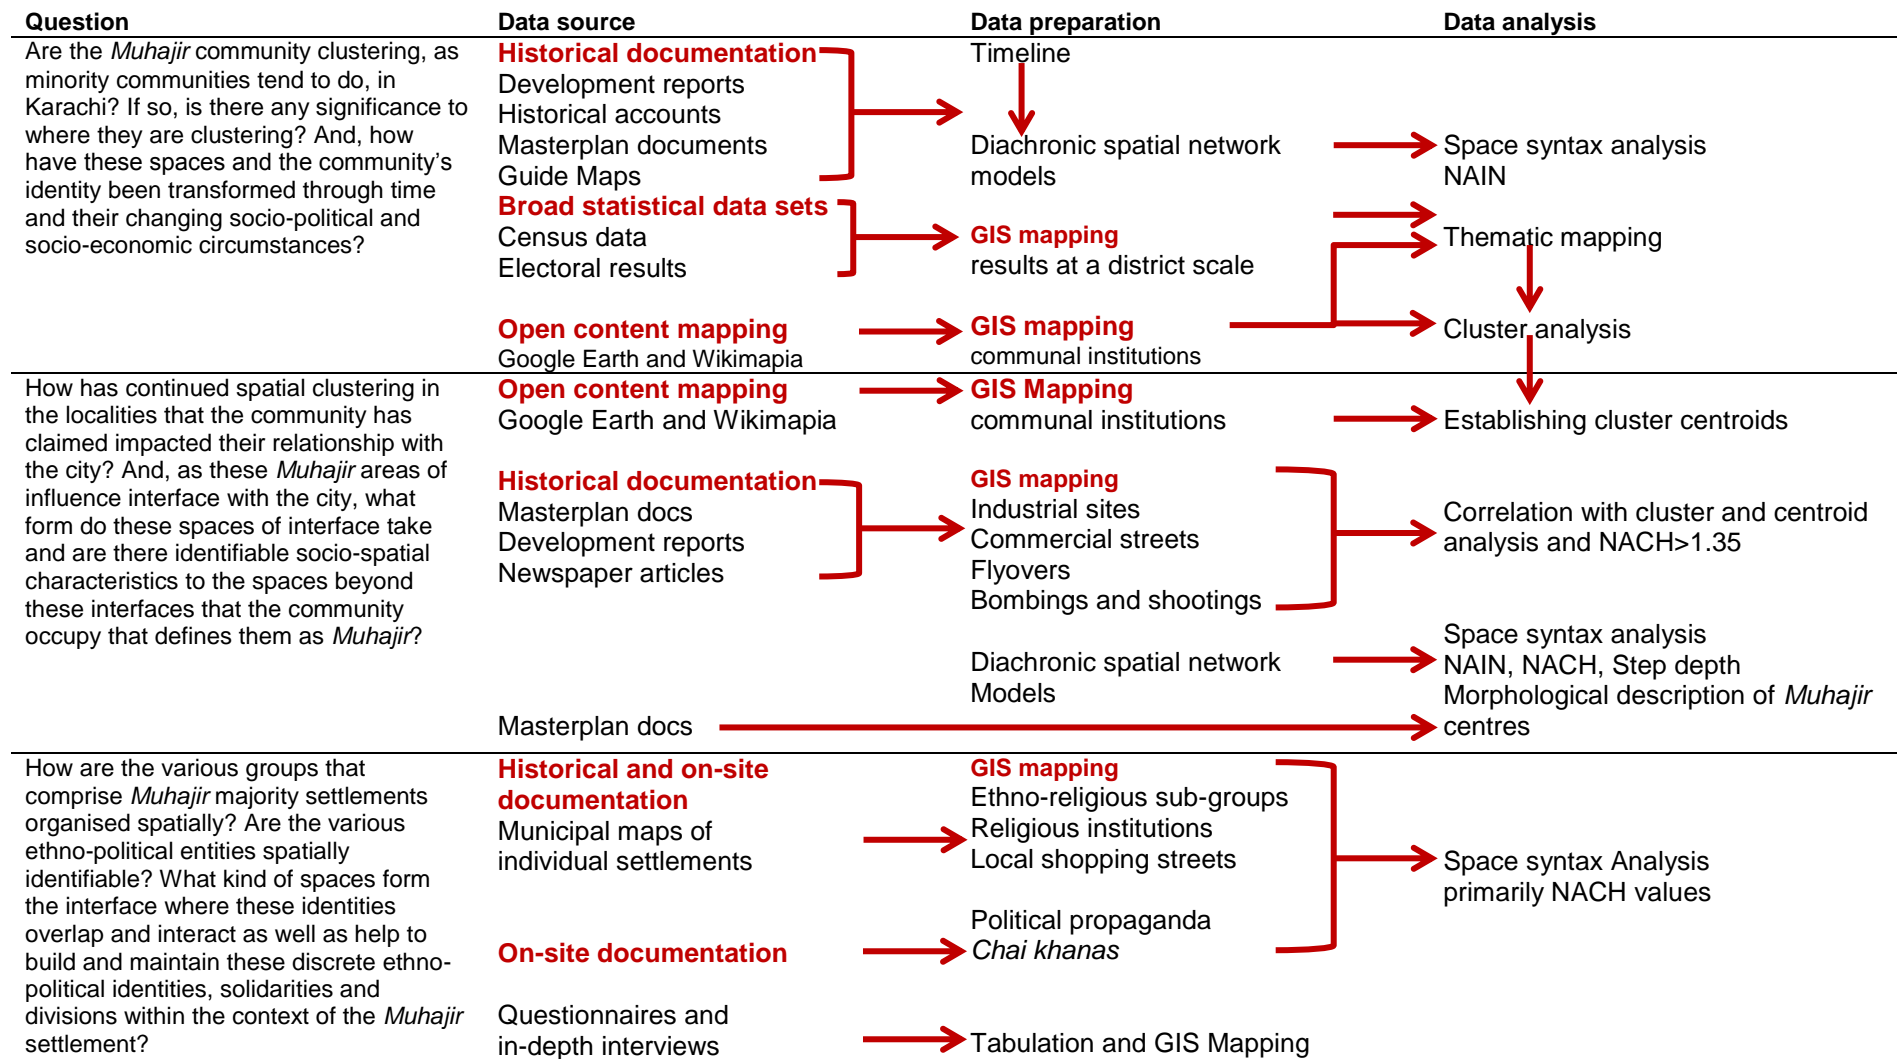 Question
Data source
Data preparation
Data analysis
Are the Muhajir community clustering, as
minority communities tend to do, in
Karachi? If so, is there any significance to
where they are clustering? And, how
have these spaces and the community's
identity been transformed through time
and their changing socio-political and
socio-economic circumstances?
Historical documentation
Development reports
Historical accounts
Masterplan documents
Guide Maps
Broad statistical data sets
Census data
Electoral results
Open content mapping
Google Earth and Wikimapia
Timeline
Diachronic spatial network
models
GIS mapping
results at a district scale
GIS mapping
communal institutions
Space syntax analysis
NAIN
Thematic mapping
Cluster analysis
How has continued spatial clustering in
the localities that the community has
claimed impacted their relationship with
the city? And, as these Muhajir areas of
influence interface with the city, what
form do these spaces of interface take
and are there identifiable socio-spatial
characteristics to the spaces beyond
these interfaces that the community
occupy that defines them as Muhajir?
Open content mapping
Google Earth and Wikimapia
Historical documentation
Masterplan docs
Development reports
Newspaper articles
Masterplan docs
GIS Mapping
communal institutions
GIS mapping
Industrial sites
Commercial streets
Flyovers
Bombings and shootings
Diachronic spatial network
Models
Establishing cluster centroids
Correlation with cluster and centroid
analysis and NACH>1.35
Space syntax analysis
NAIN, NACH, Step depth
Morphological description of Muhajir
centres
How are the various groups that
comprise Muhajir majority settlements
organised spatially? Are the various
ethno-political entities spatially
identifiable? What kind of spaces form
the interface where these identities
overlap and interact as well as help to
build and maintain these discrete ethno-
political identities, solidarities and
divisions within the context of the Muhajir
settlement?
Historical and on-site
documentation
Municipal maps of
individual settlements
On-site documentation
Questionnaires and
in-depth interviews
GIS mapping
Ethno-religious sub-groups
Religious institutions
Local shopping streets
Political propaganda
Chai khanas
Tabulation and GIS Mapping
Space syntax Analysis
primarily NACH values